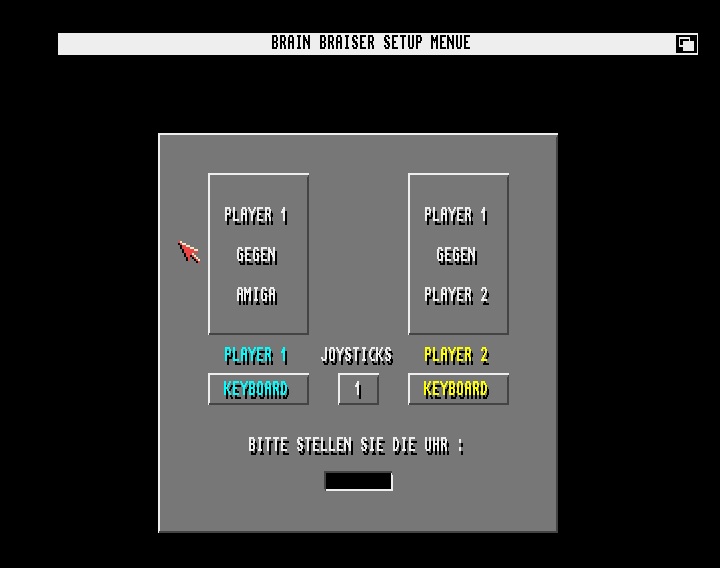 BRAIN BRAISER SETUP MENUE
PLAYER 1
GEGEN
AMIGA
PLAYER 1
GEGEN
PLAYER 2
PLAYER 1 JOYSTICKS PLAYER 2
KEYBOARD 1 KEYBOARD
BITTE STELLEN SIE DIE UHR :